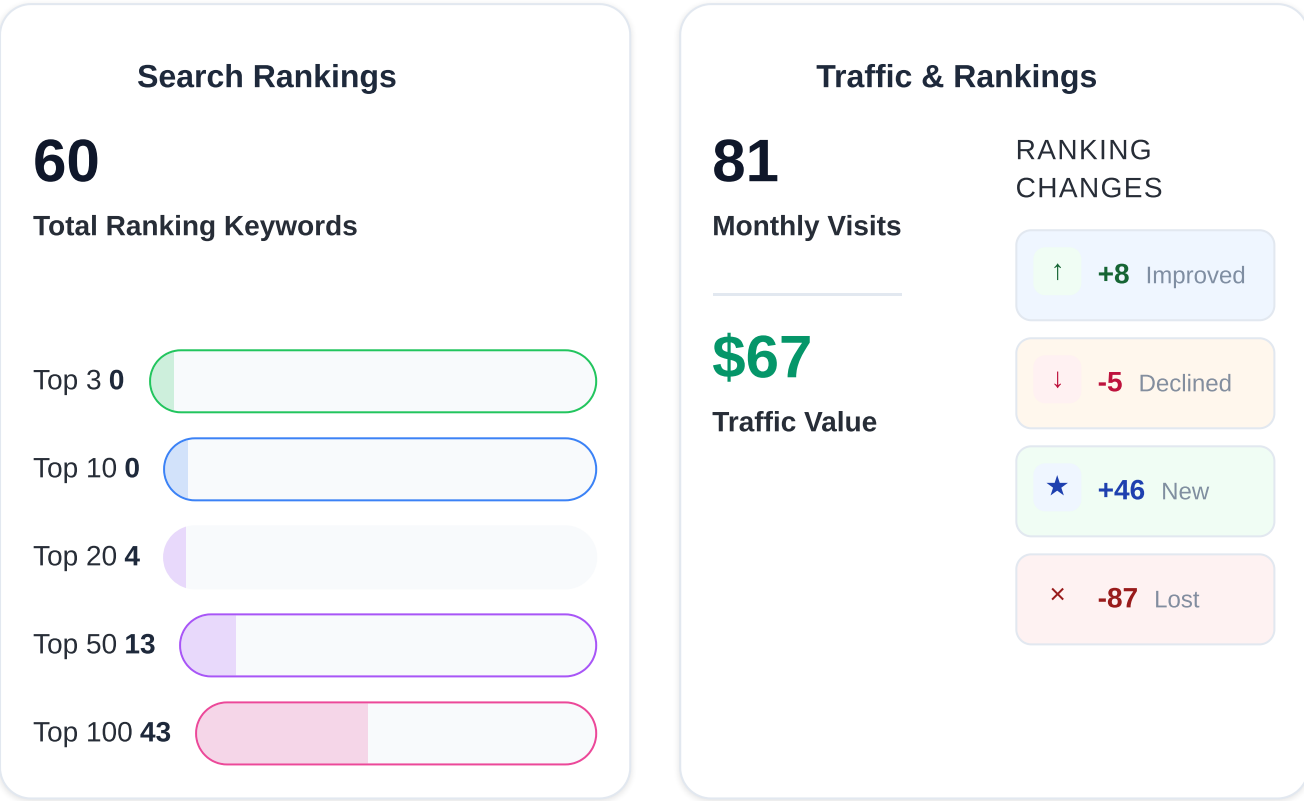 Search Rankings
60
Total Ranking Keywords
Top 3 0
Top 10 0
Top 20 4
Top 50 13
Top 100 43
Traffic & Rankings
81
Monthly Visits
$67
Traffic Value
RANKING
CHANGES
↑ +8 Improved
↓ -5 Declined
★ +46 New
× -87 Lost